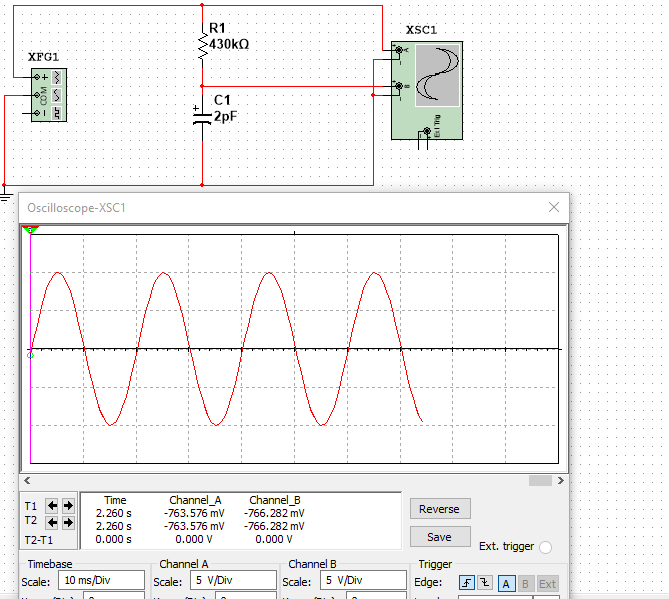 XFG1
COM
R1
430kΩ
C1
2pF
XSC1
A
B
Ext Trig
Oscilloscope-XSC1
T1
T2
T2-T1
Time Channel_A Channel_B
2.260 s -763.576 mV -766.282 mV
2.260 s -763.576 mV -766.282 mV
0.000 s 0.000 V 0.000 V
Reverse
Save
Ext. trigger
Timebase
Scale: 10 ms/Div
Channel A
Scale: 5 V/Div
Channel B
Scale: 5 V/Div
Trigger
Edge: A B Ext